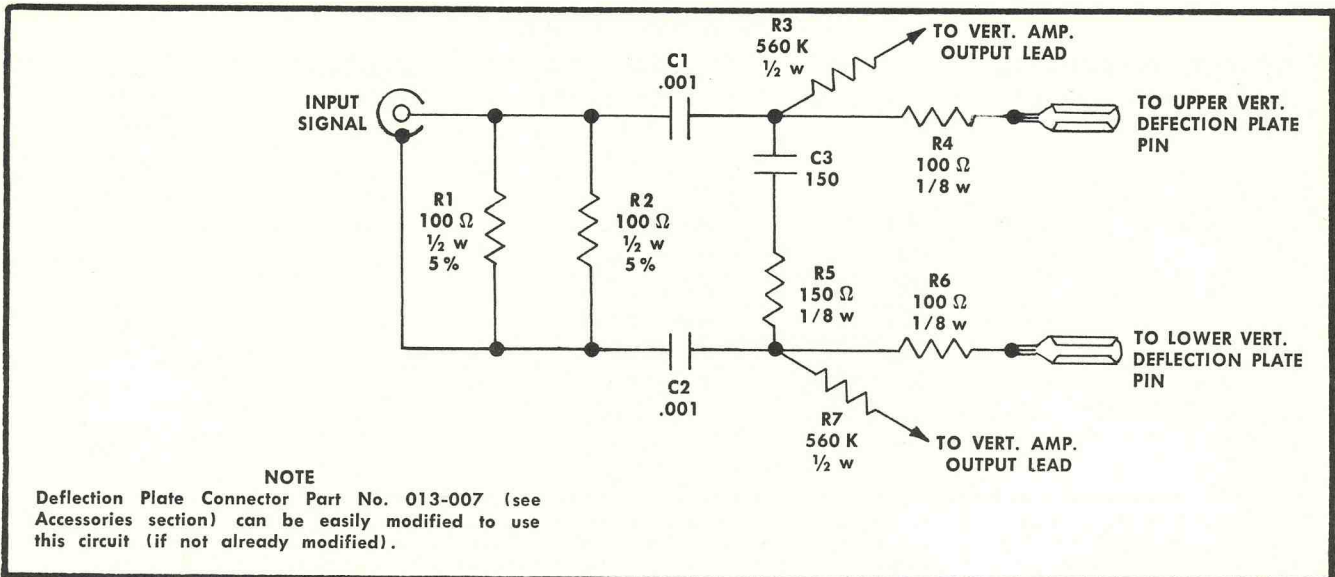 R3
560 K
½ w
TO VERT. AMP.
OUTPUT LEAD
C1
.001
INPUT
SIGNAL
TO UPPER VERT.
DEFECTION PLATE
PIN
R4
100 Ω
1/8 w
C3
150
R1
100 Ω
½ w
5%
R2
100 Ω
½ w
5%
R5
150 Ω
1/8 w
R6
100 Ω
1/8 w
TO LOWER VERT.
DEFLECTION PLATE
PIN
C2
.001
R7
560 K
½ w
TO VERT. AMP.
OUTPUT LEAD
NOTE
Deflection Plate Connector Part No. 013-007 (see
Accessories section) can be easily modified to use
this circuit (if not already modified).